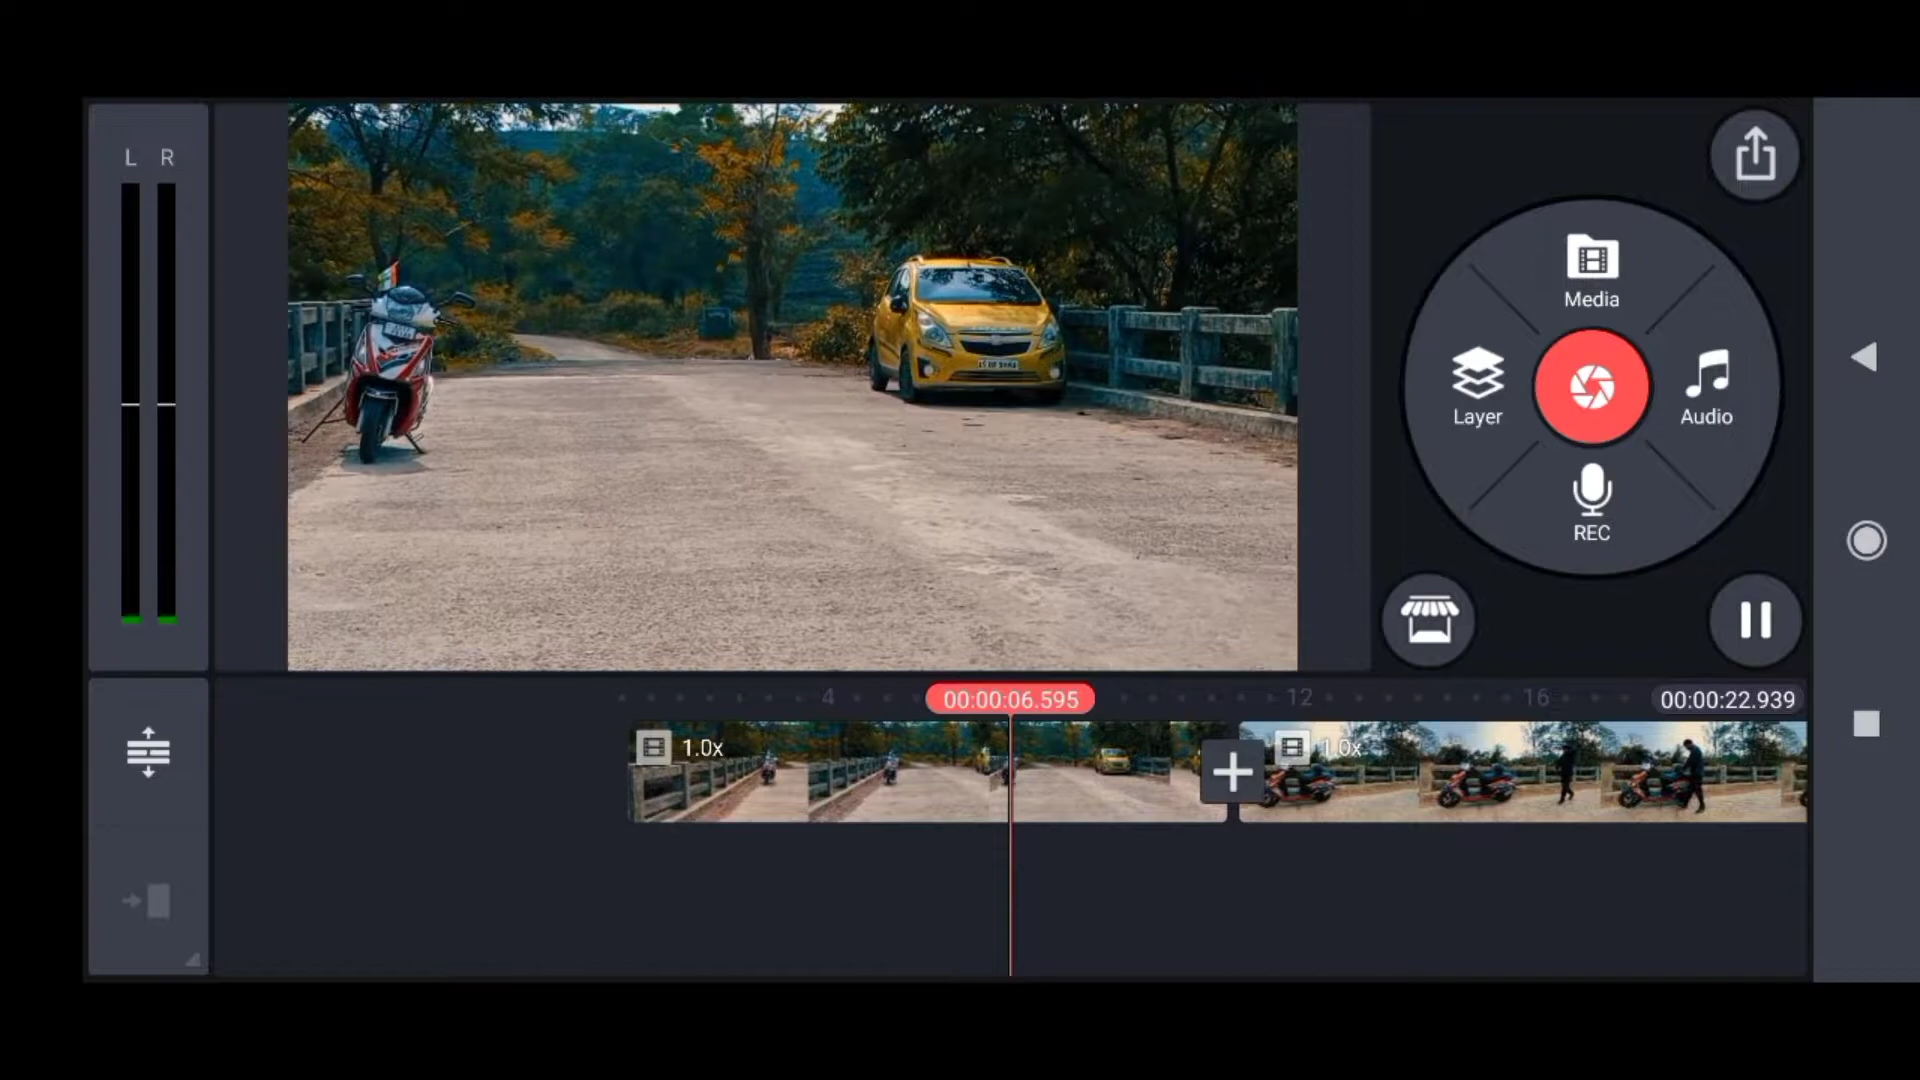 L R
Media
Layer
Audio
REC
4
00:00:06.595
12
16
00:00:22.939
1.0x
1.0x